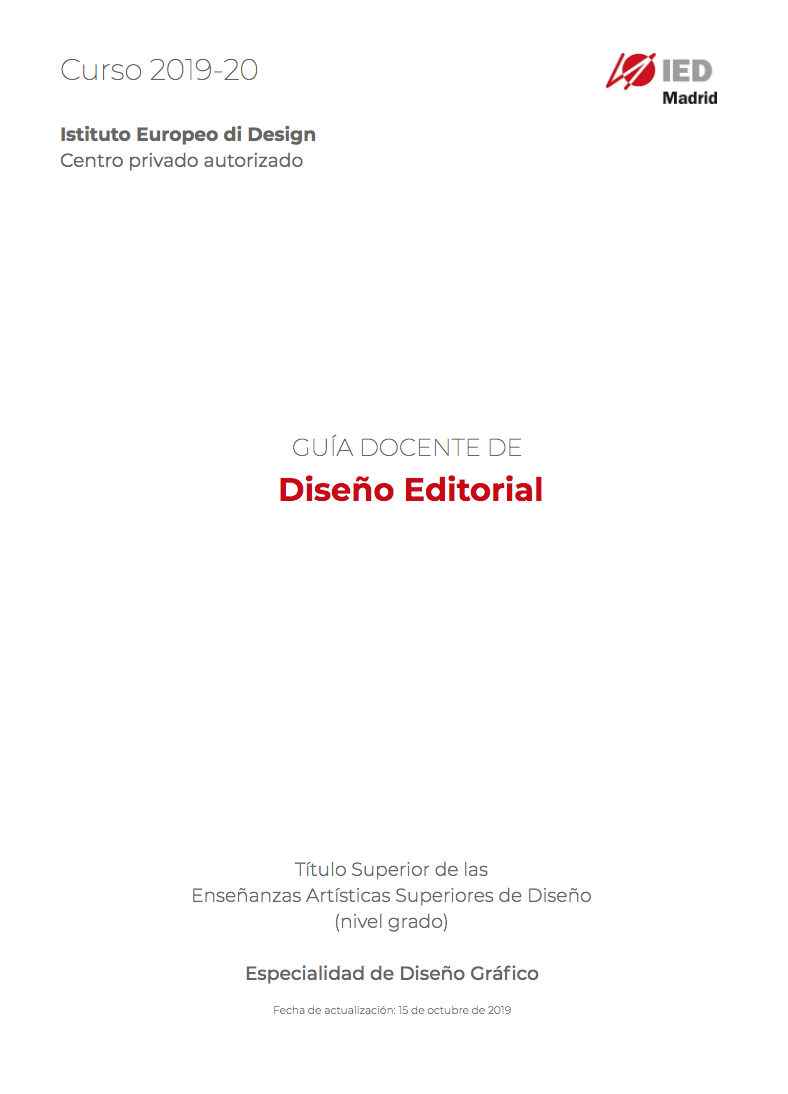 Curso 2019-20
IED
Madrid
Istituto Europeo di Design
Centro privado autorizado
GUÍA DOCENTE DE
Diseño Editorial
Título Superior de las
Enseñanzas Artísticas Superiores de Diseño
(nivel grado)
Especialidad de Diseño Gráfico
Fecha de actualización: 15 de octubre de 2019